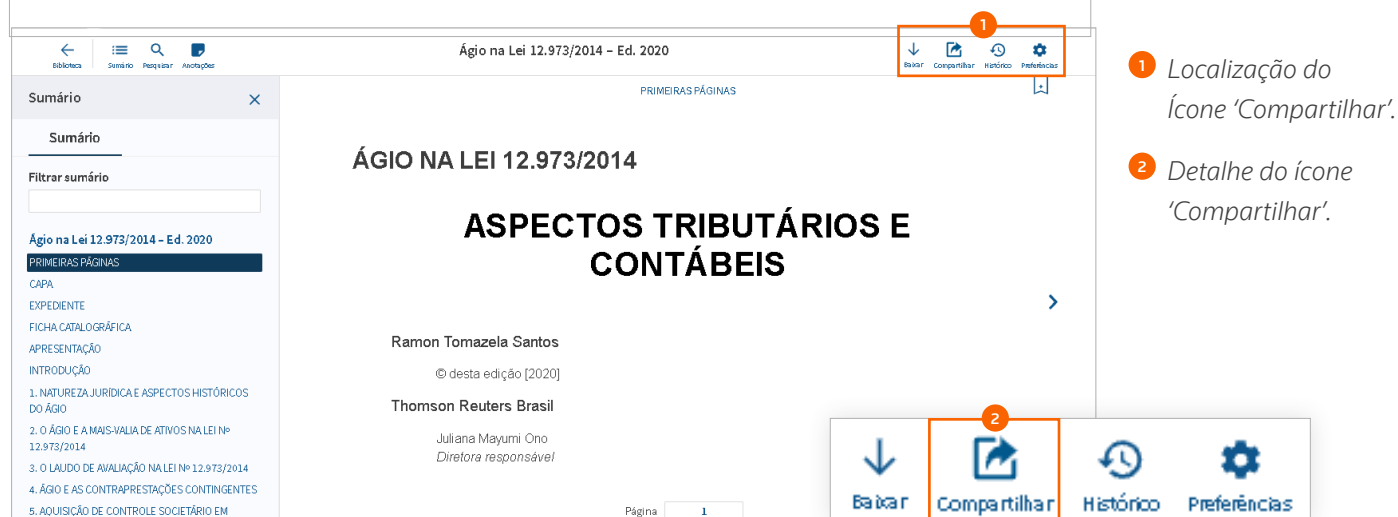 1
Biblioteca
Sumário
Pesquisar
Anotações
Ágio na Lei 12.973/2014 – Ed. 2020
Baixar
Compartilhar
Histórico
Preferências
Sumário
Sumário
Filtrar sumário
Ágio na Lei 12.973/2014 – Ed. 2020
PRIMEIRAS PÁGINAS
CAPA
EXPEDIENTE
FICHA CATALOGRÁFICA
APRESENTAÇÃO
INTRODUÇÃO
1. NATUREZA JURÍDICA E ASPECTOS HISTÓRICOS
DO ÁGIO
2. O ÁGIO E A MAIS-VALIA DE ATIVOS NA LEI Nº
12.973/2014
3. O LAUDO DE AVALIAÇÃO NA LEI Nº 12.973/2014
4. ÁGIO E AS CONTRAPRESTAÇÕES CONTINGENTES
5. AQUISIÇÃO DE CONTROLE SOCIETÁRIO EM
PRIMEIRAS PÁGINAS
ÁGIO NA LEI 12.973/2014
ASPECTOS TRIBUTÁRIOS E
CONTÁBEIS
Ramon Tomazela Santos
© desta edição [2020]
Thomson Reuters Brasil
Juliana Mayumi Ono
Diretora responsável
Página 1
2
Baixar
Compartilhar
Histórico
Preferências
1 Localização do
Ícone ‘Compartilhar’.
2 Detalhe do ícone
‘Compartilhar’.